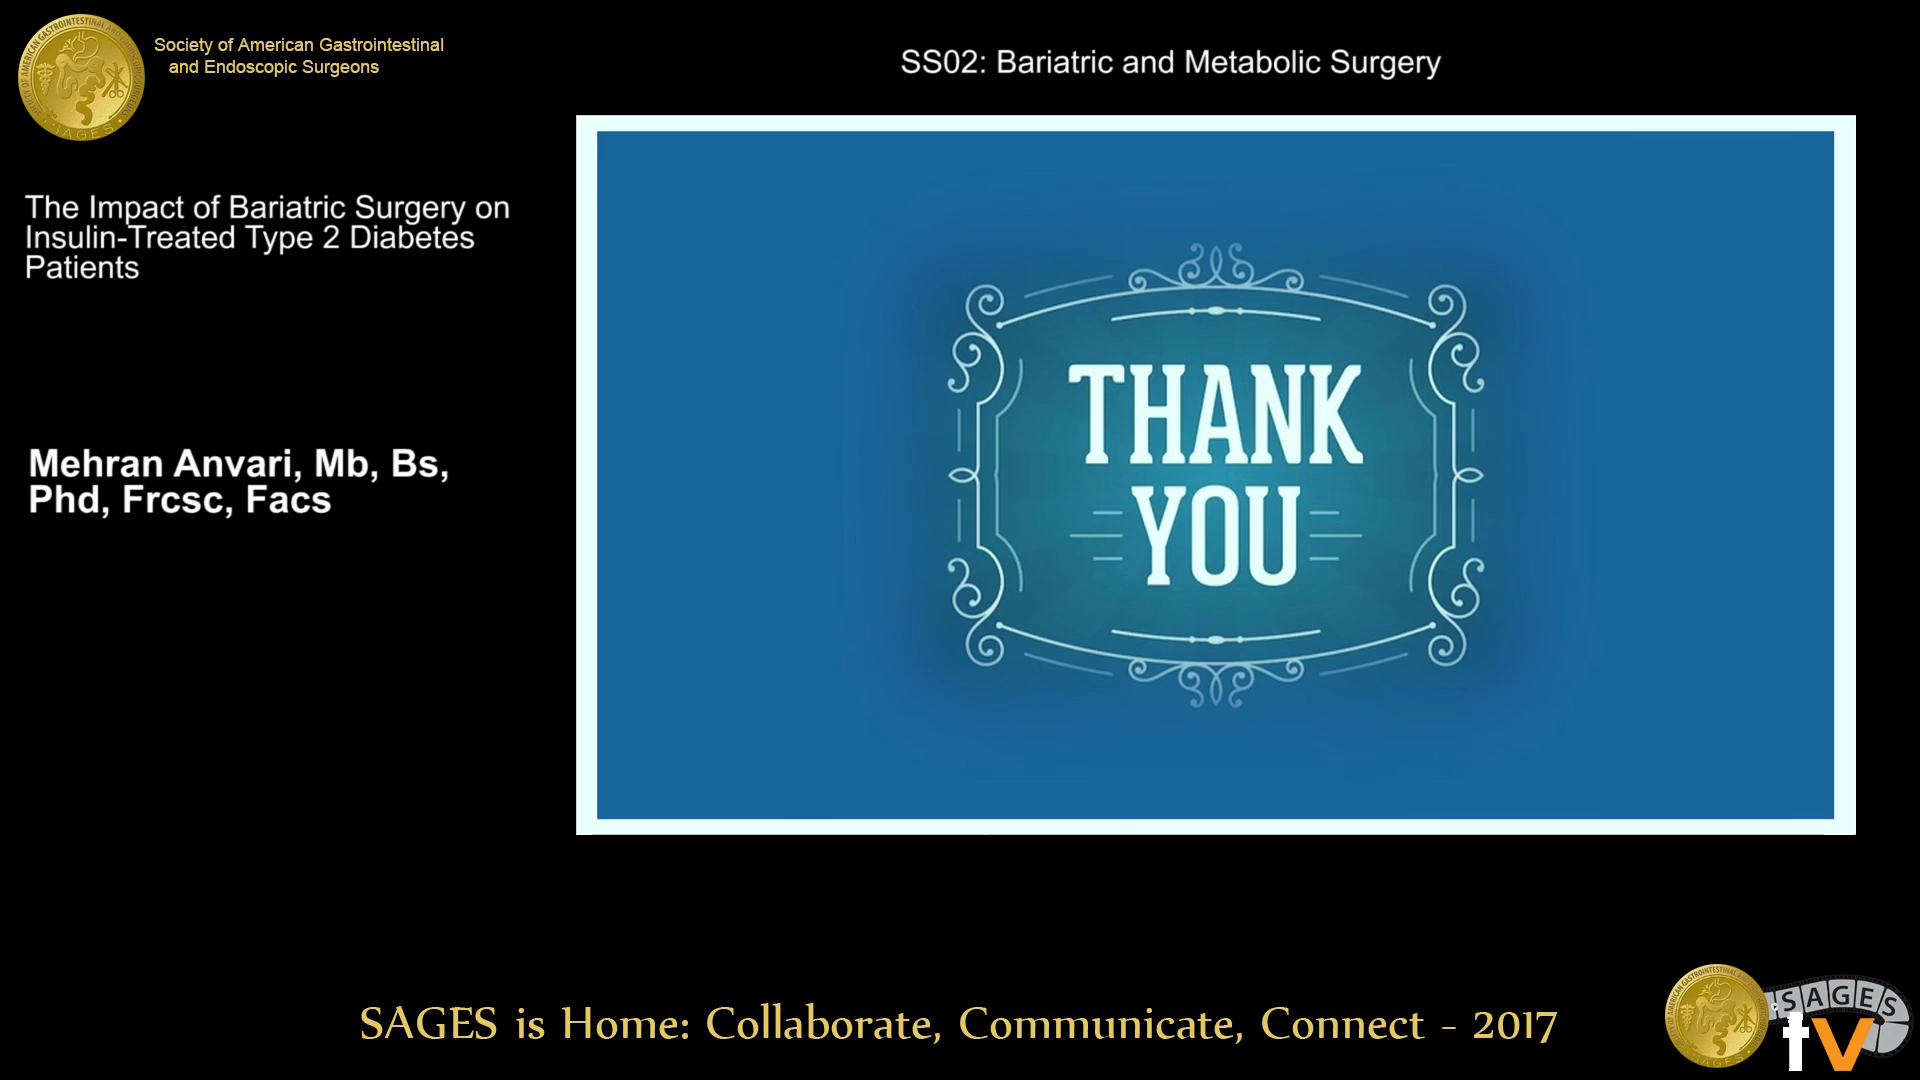 Society of American Gastrointestinal
and Endoscopic Surgeons
SS02: Bariatric and Metabolic Surgery
The Impact of Bariatric Surgery on
Insulin-Treated Type 2 Diabetes
Patients
Mehran Anvari, Mb, Bs,
Phd, Frcsc, Facs
THANK
YOU
SAGES is Home: Collaborate, Communicate, Connect - 2017
SAGES
tv